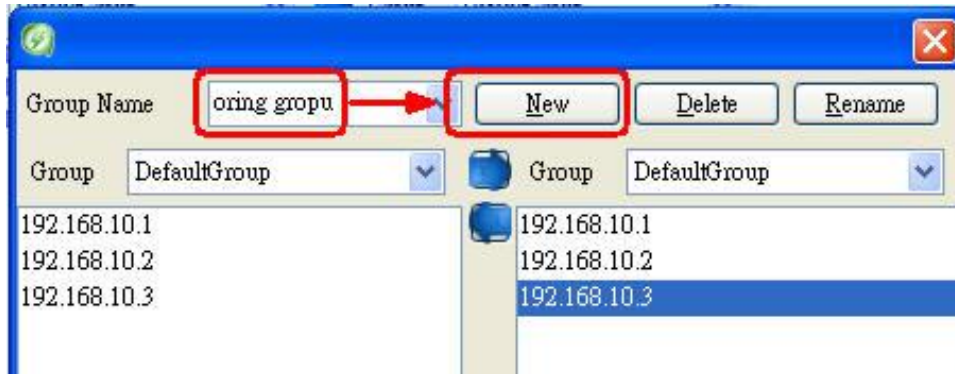 Group Name oring gropu New Delete Rename
Group DefaultGroup Group DefaultGroup
192.168.10.1 192.168.10.1
192.168.10.2 192.168.10.2
192.168.10.3 192.168.10.3